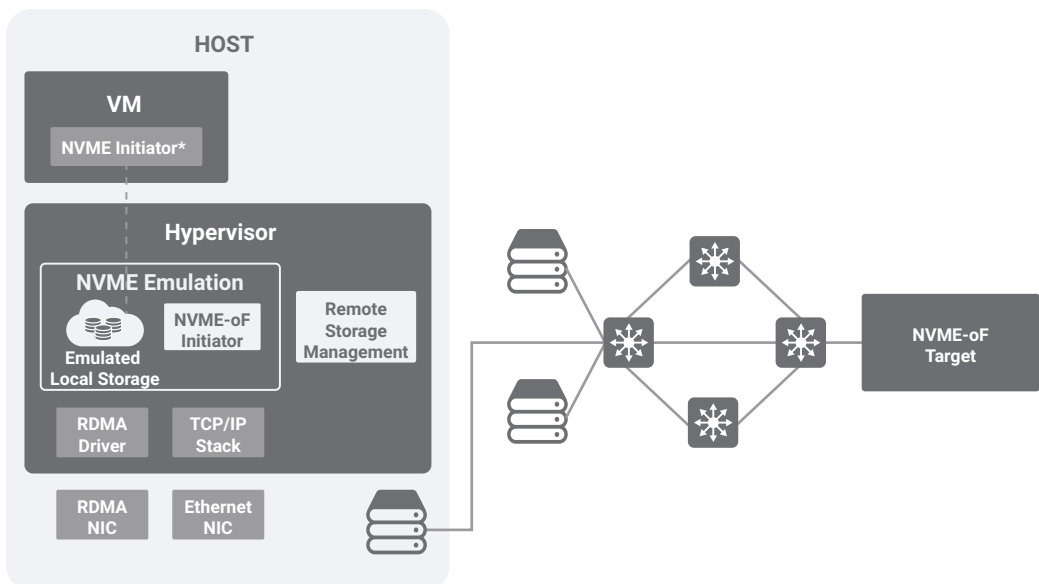 HOST
VM
NVME Initiator*
Hypervisor
NVME Emulation
Emulated
Local Storage
NVME-oF
Initiator
Remote
Storage
Management
RDMA
Driver
TCP/IP
Stack
RDMA
NIC
Ethernet
NIC
NVME-oF
Target